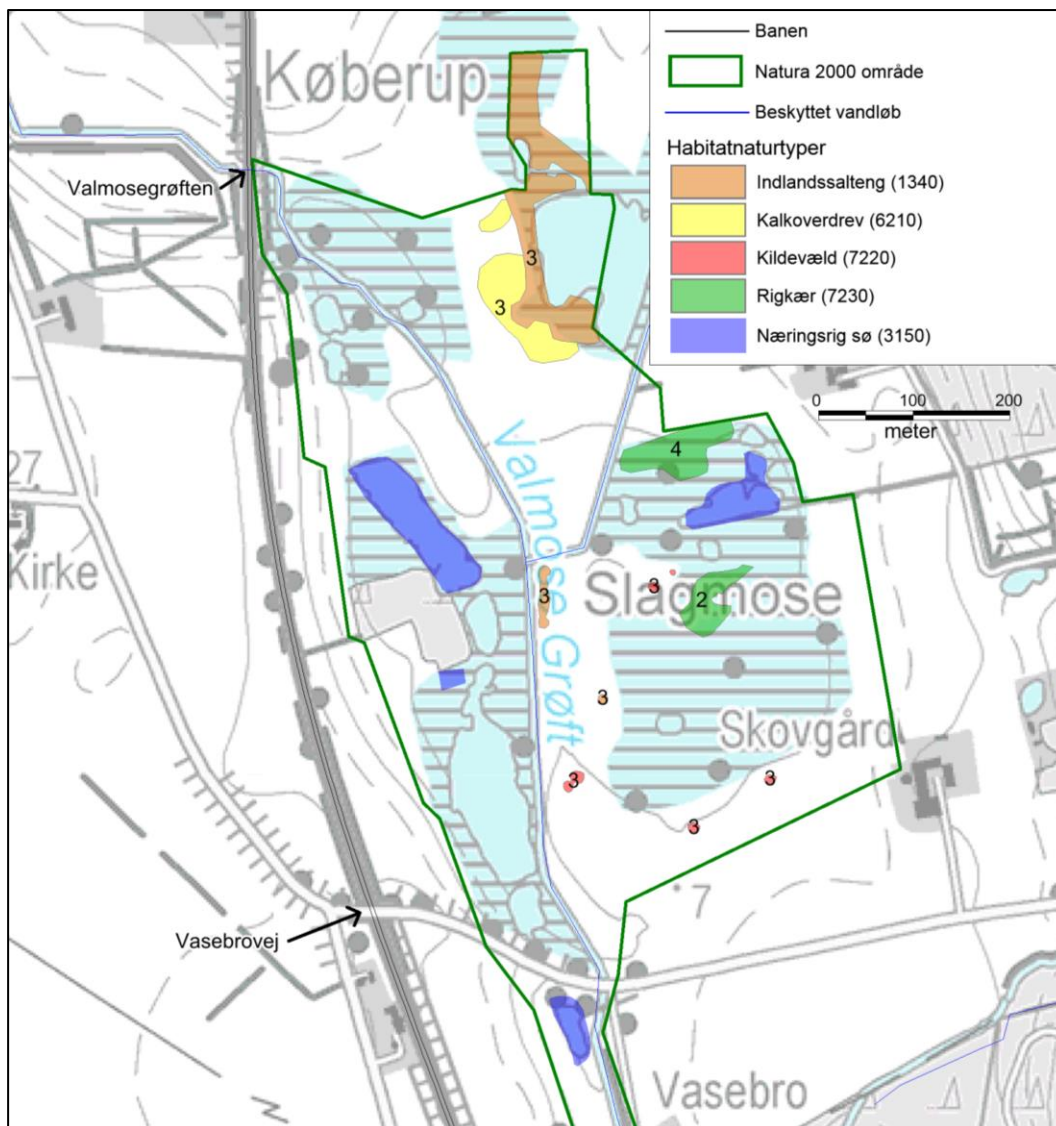 Banen
Natura 2000 område
Beskyttet vandløb
Habitatnaturtyper
Indlandssalteng (1340)
Kalkoverdrev (6210)
Kildevæld (7220)
Rigkær (7230)
Næringsrig sø (3150)
0 100 200
meter
Køberup
Valmosegrøften
3
3
4
27.
Kirke
Valmose Grøft
3
3
Slagmose
2
3
Skovgård
3
3
3
7
Vasebrovej
Vasebro